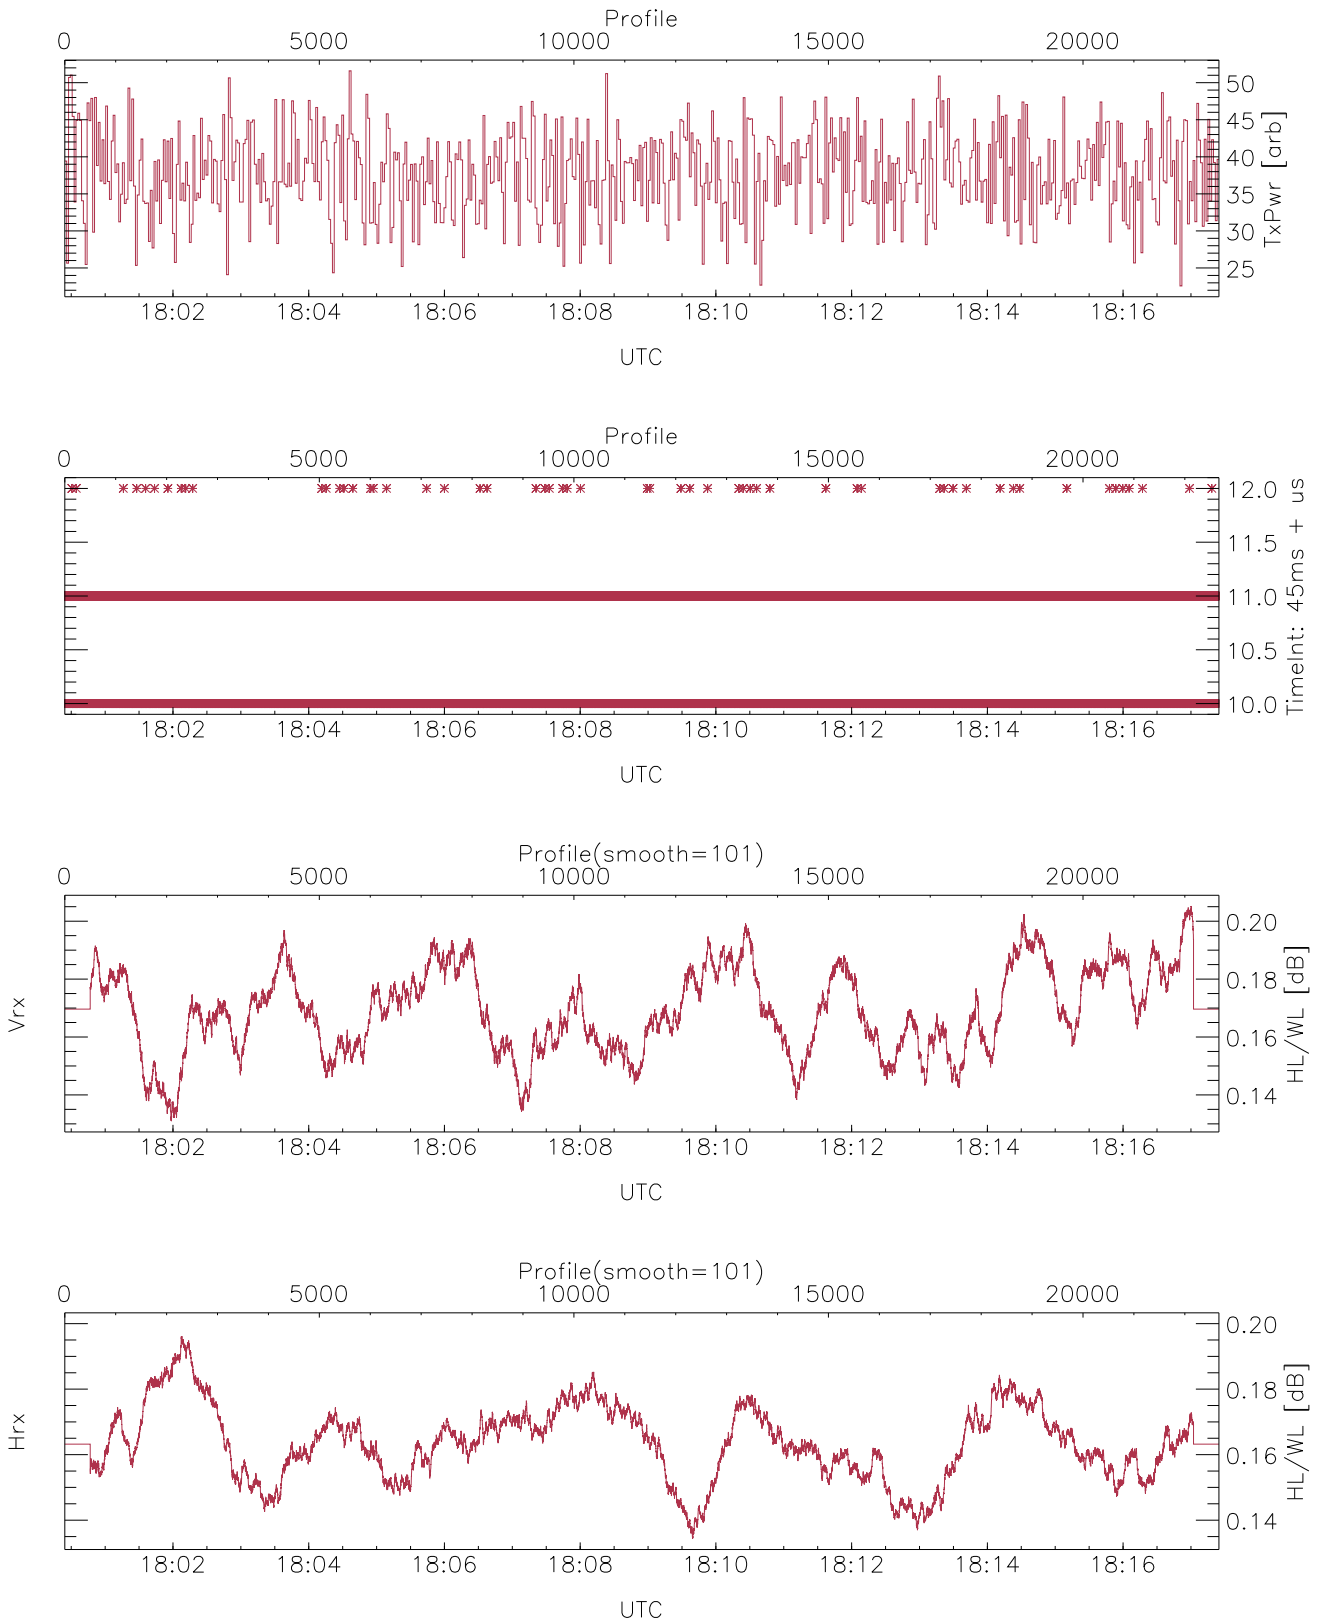 Profile
0 5000 10000 15000 20000
50
45
40
35
30
25
TxPwr [arb]
18:02 18:04 18:06 18:08 18:10 18:12 18:14 18:16
UTC
Profile
0 5000 10000 15000 20000
12.0
11.5
11.0
10.5
10.0
TimeInt: 45ms + us
18:02 18:04 18:06 18:08 18:10 18:12 18:14 18:16
UTC
Profile(smooth=101)
0 5000 10000 15000 20000
Vrx
0.20
0.18
0.16
0.14
HL/WL [dB]
18:02 18:04 18:06 18:08 18:10 18:12 18:14 18:16
UTC
Profile(smooth=101)
0 5000 10000 15000 20000
Hrx
0.20
0.18
0.16
0.14
HL/WL [dB]
18:02 18:04 18:06 18:08 18:10 18:12 18:14 18:16
UTC